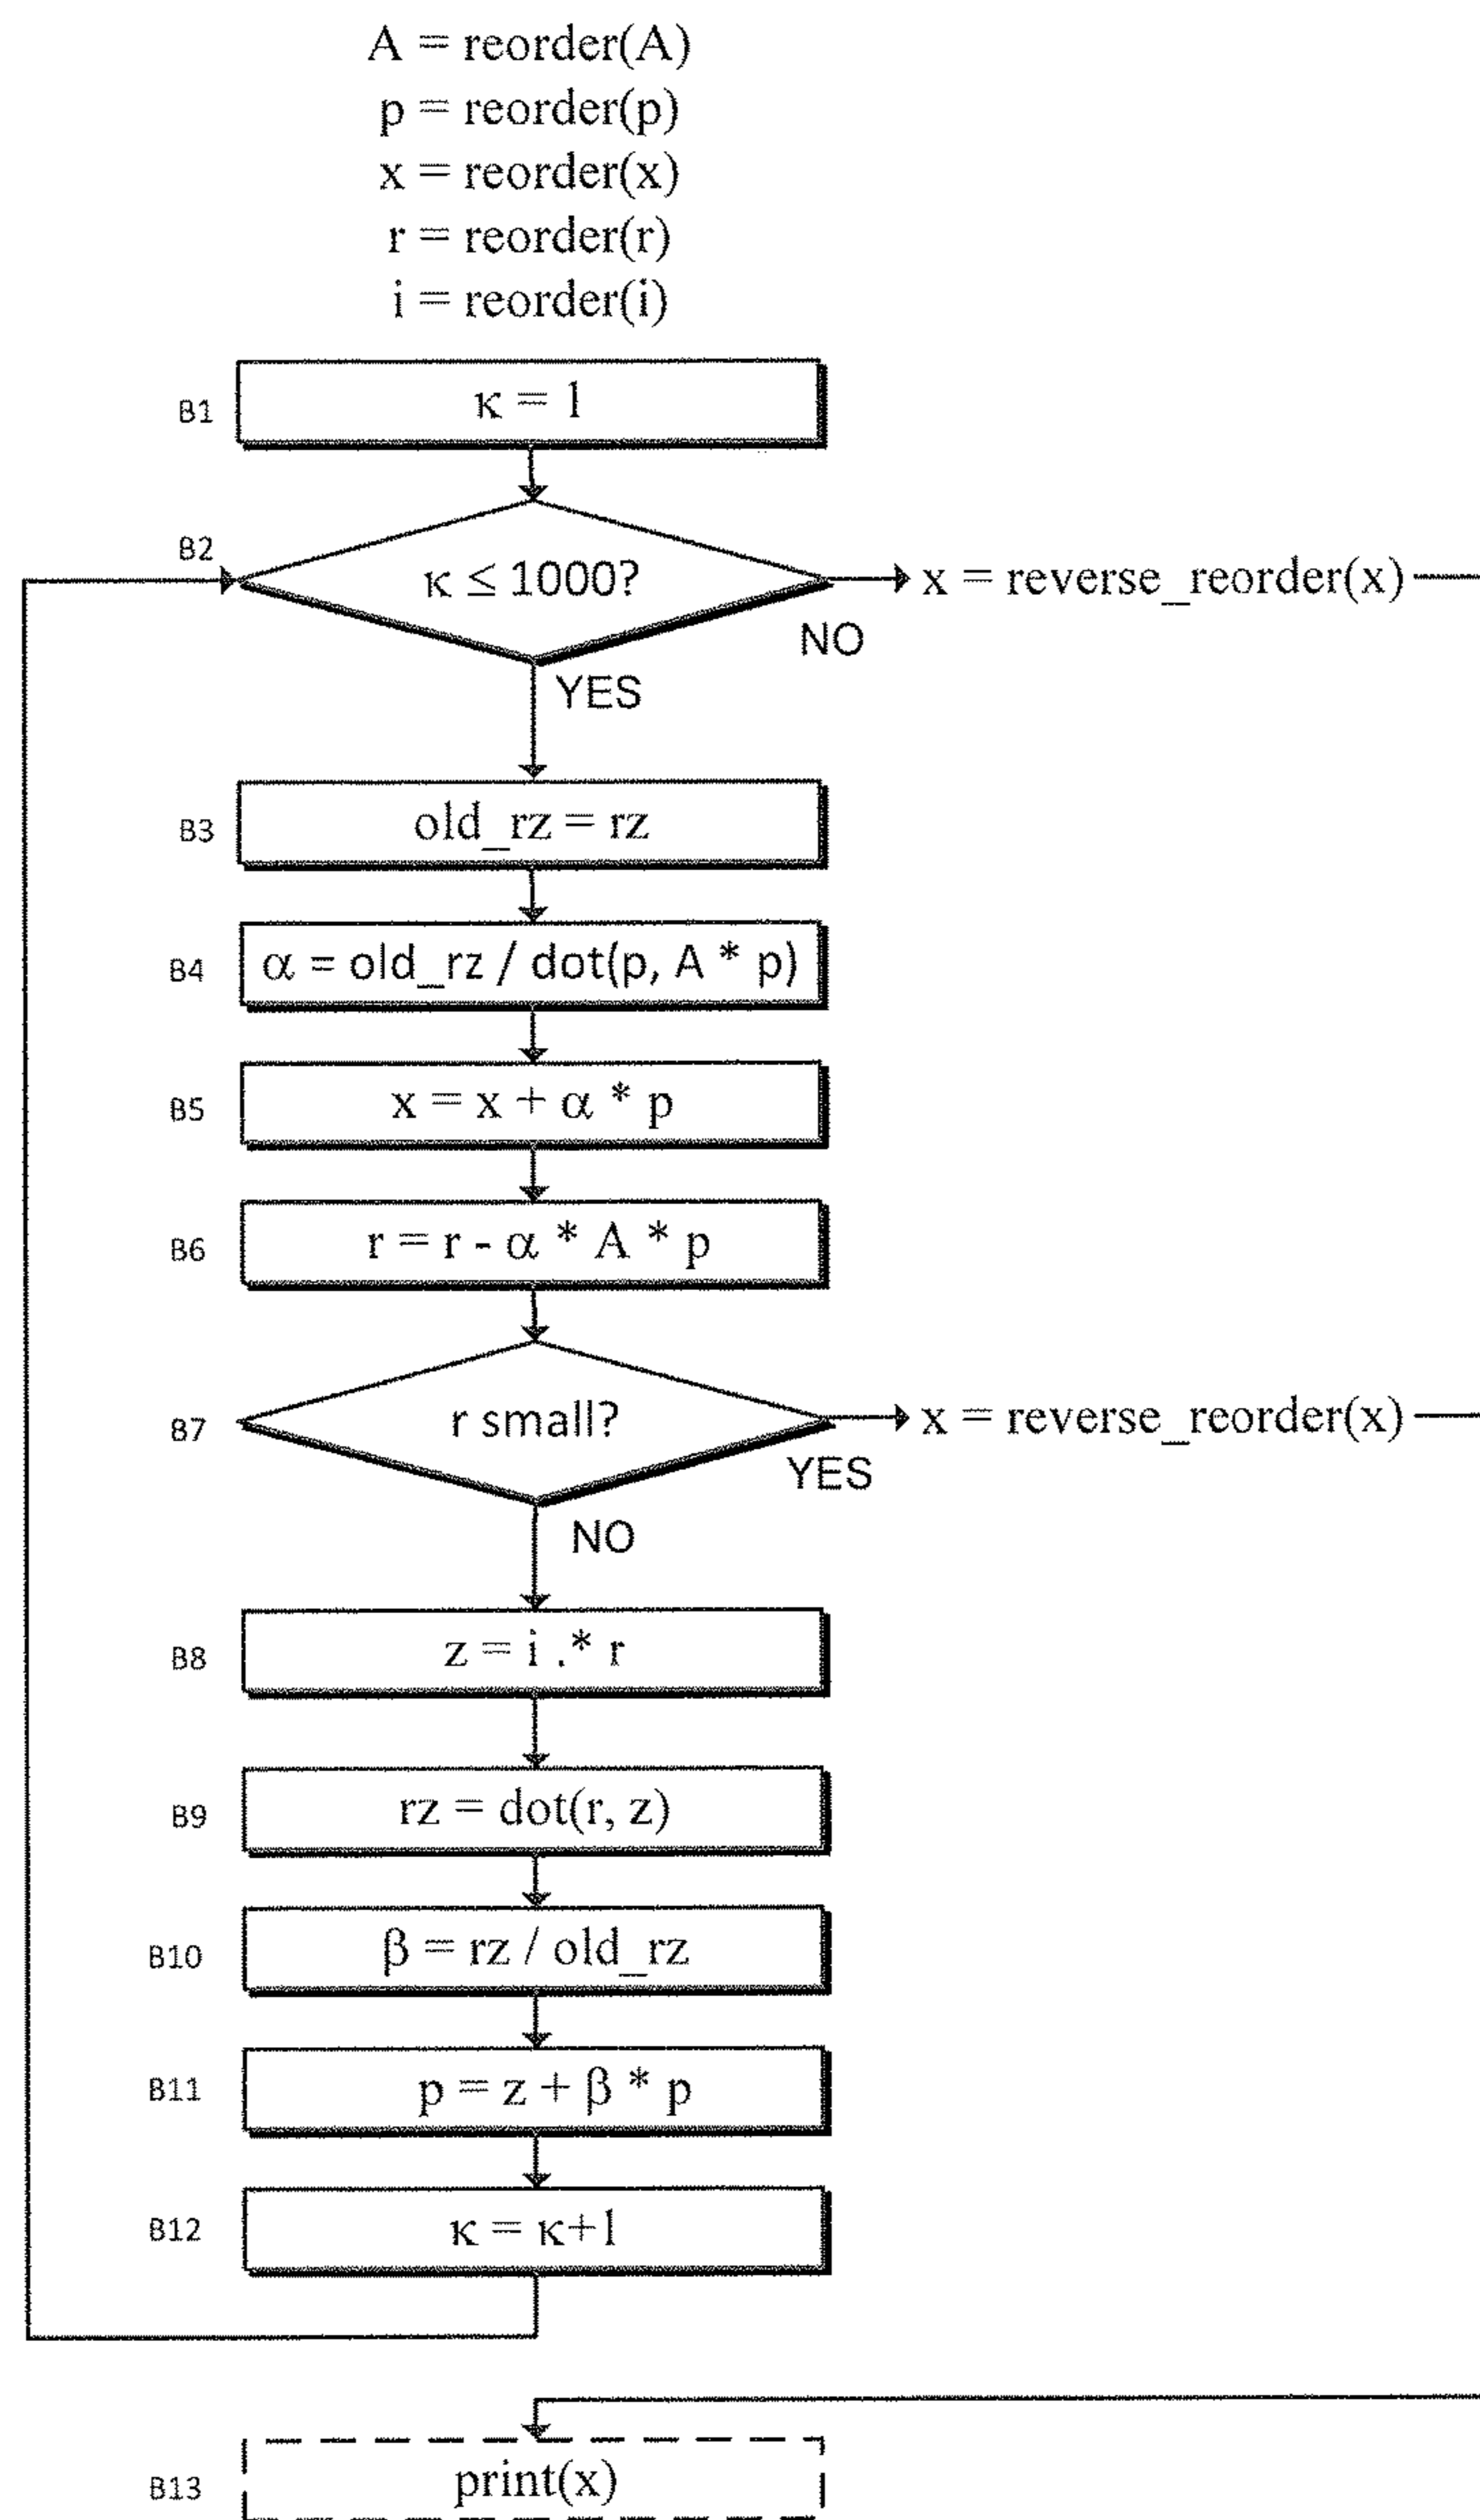 A = reorder(A)
p = reorder(p)
x = reorder(x)
r = reorder(r)
i = reorder(i)
B1 κ = 1
B2 κ ≤ 1000? x = reverse_reorder(x)
NO
YES
B3 old_rz = rz
B4 α = old_rz / dot(p, A * p)
B5 x = x + α * p
B6 r = r - α * A * p
B7 r small? x = reverse_reorder(x)
YES
NO
B8 z = i .* r
B9 rz = dot(r, z)
B10 β = rz / old_rz
B11 p = z + β * p
B12 κ = κ+1
B13 print(x)